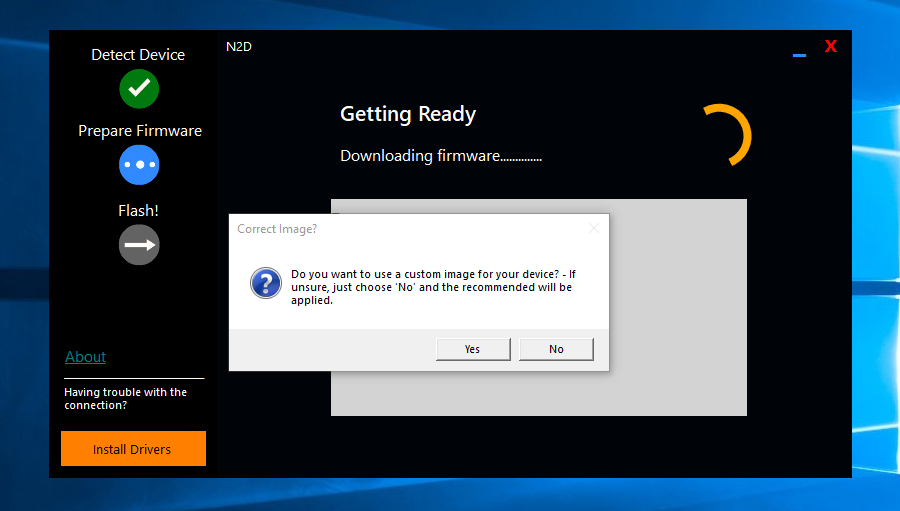 Detect Device
Prepare Firmware
Flash!
About
Having trouble with the
connection?
Install Drivers
N2D
X
Getting Ready
Downloading firmware..............
Correct Image?
Do you want to use a custom image for your device? - If
unsure, just choose 'No' and the recommended will be
applied.
Yes
No